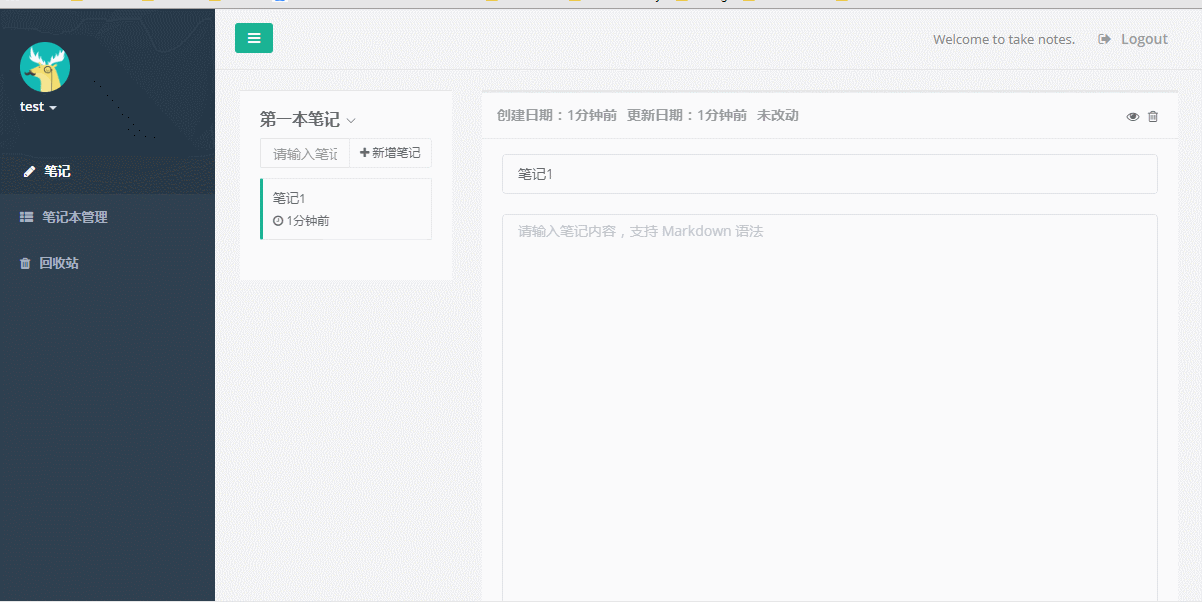 Welcome to take notes.
Logout
test
笔记
笔记本管理
回收站
第一本笔记
请输入笔记
新增笔记
笔记1
1分钟前
创建日期：1分钟前 更新日期：1分钟前 未改动
笔记1
请输入笔记内容，支持 Markdown 语法